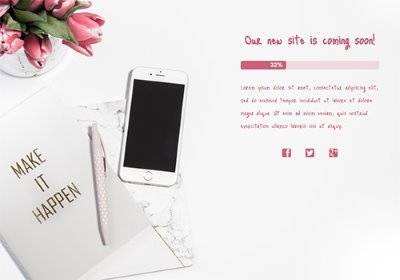 Our new site is coming soon!
32%
Lorem ipsum dolor sit amet, consectetur adipiscing elit,
sed do eiusmod tempor incididunt ut labore et dolore
magna aliqua. Ut enim ad minim veniam, quis nostrud
exercitation ullamco laboris nisi ut aliquip.
MAKE
IT
HAPPEN